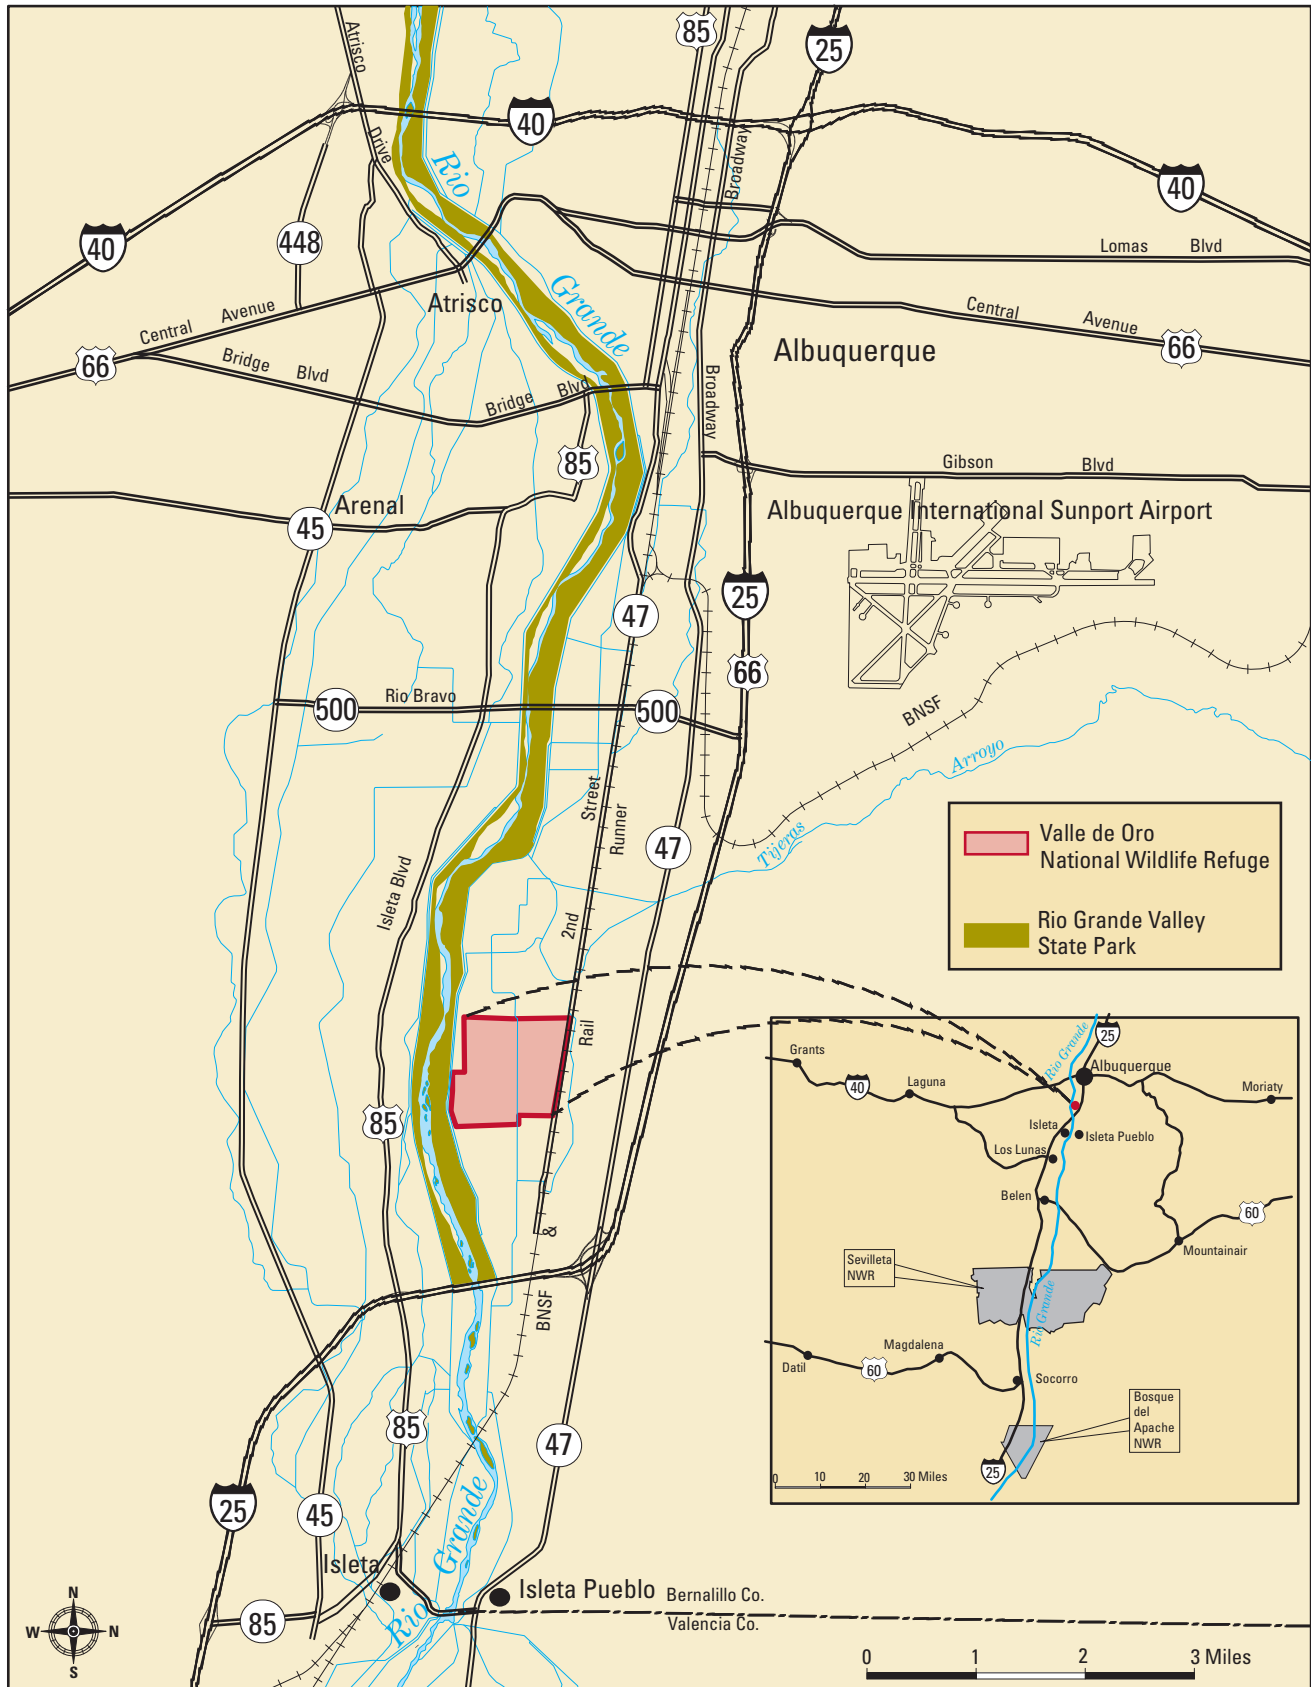 Atrisco
Drive
85
25
40
Rio
Broadway
40
40
448
Lomas Blvd
Grande
Central Avenue
Atrisco
Central Avenue
66
66
Bridge Blvd
Albuquerque
Bridge Blvd
Broadway
85
Gibson Blvd
Arenal
45
Albuquerque International Sunport Airport
25
47
66
Rio Bravo
500
500
BNSF
Arroyo
Tijeras
Street
Runner
47
Isleta Blvd
2nd
Rail
&
BNSF
Valle de Oro
National Wildlife Refuge
Rio Grande Valley
State Park
85
Rio Grande
25
Grants
Albuquerque
40
Laguna
Moriaty
Isleta
Isleta Pueblo
Los Lunas
Belen
60
Mountainair
Sevilleta
NWR
Rio Grande
Magdalena
Datil
60
Socorro
Bosque
del
Apache
NWR
25
0 10 20 30 Miles
85
47
25
45
Grande
Isleta
Rio
Isleta Pueblo
Bernalillo Co.
Valencia Co.
85
N
W N
S
0 1 2 3 Miles